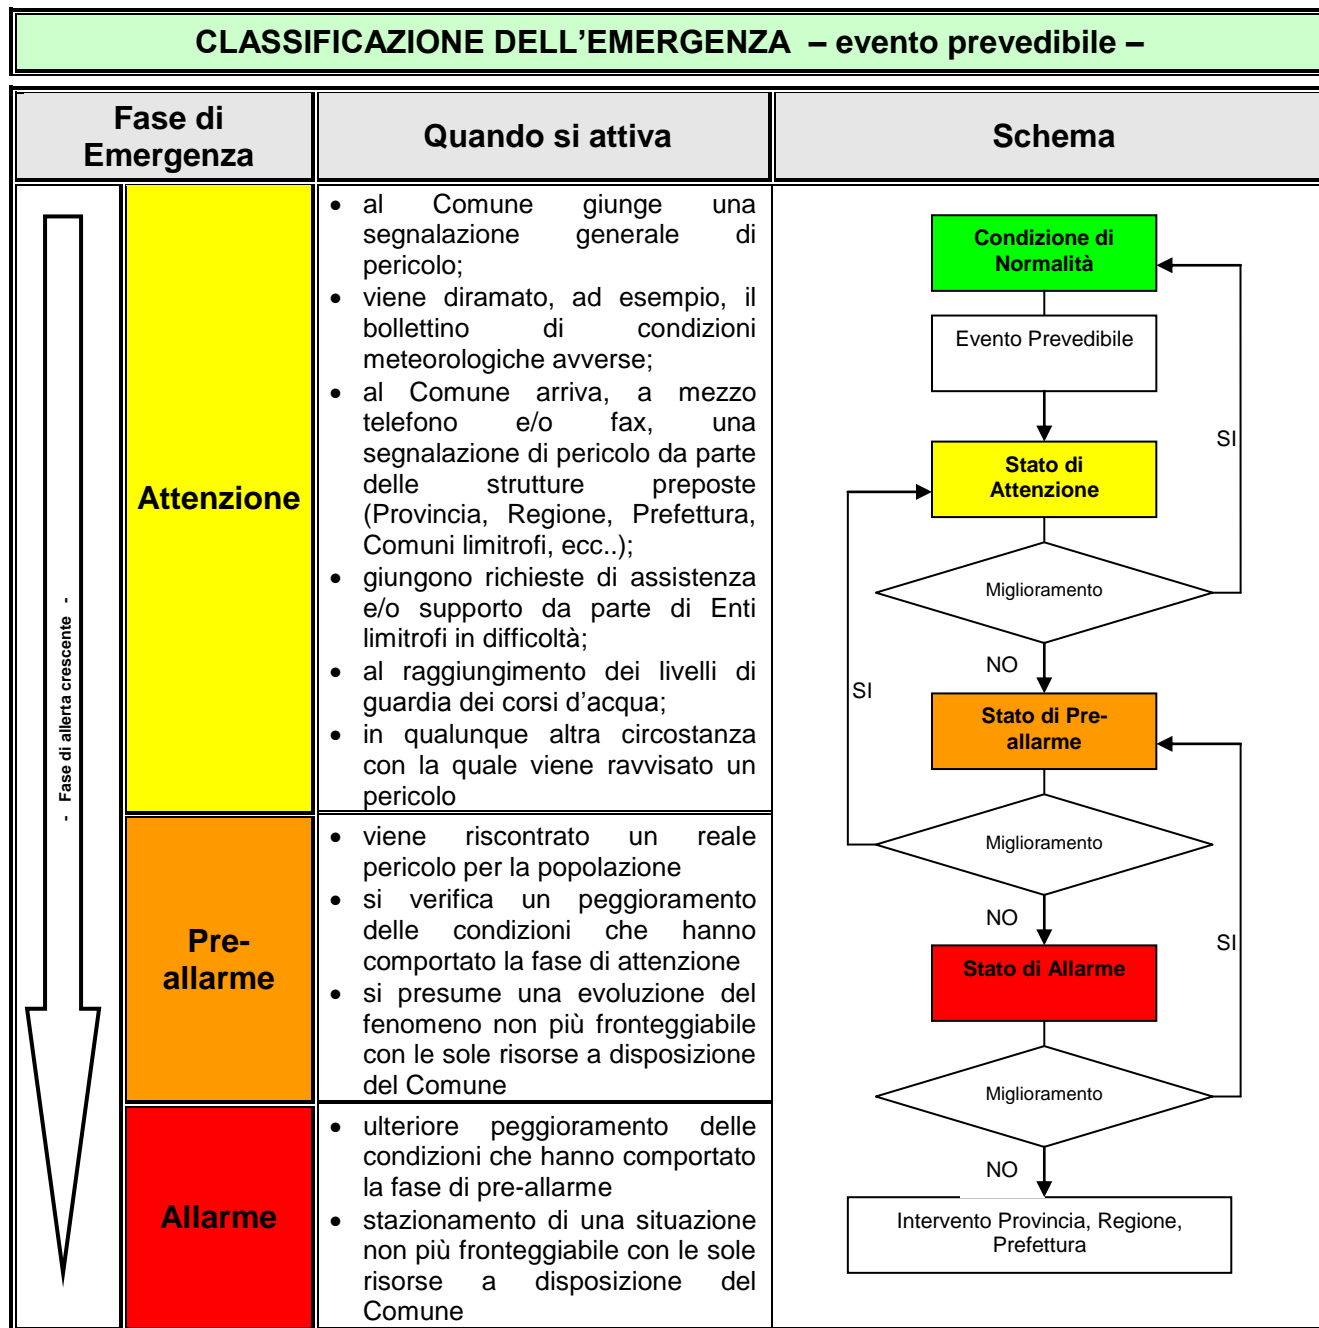 CLASSIFICAZIONE DELL'EMERGENZA – evento prevedibile –
Fase di
Emergenza
Quando si attiva
Schema
- Fase di allerta crescente -
Attenzione
• al Comune giunge una
segnalazione generale di
pericolo;
• viene diramato, ad esempio, il
bollettino di condizioni
meteorologiche avverse;
• al Comune arriva, a mezzo
telefono e/o fax, una
segnalazione di pericolo da parte
delle strutture preposte
(Provincia, Regione, Prefettura,
Comuni limitrofi, ecc..);
• giungono richieste di assistenza
e/o supporto da parte di Enti
limitrofi in difficoltà;
• al raggiungimento dei livelli di
guardia dei corsi d'acqua;
• in qualunque altra circostanza
con la quale viene ravvisato un
pericolo
Pre-
allarme
• viene riscontrato un reale
pericolo per la popolazione
• si verifica un peggioramento
delle condizioni che hanno
comportato la fase di attenzione
• si presume una evoluzione del
fenomeno non più fronteggiabile
con le sole risorse a disposizione
del Comune
Allarme
• ulteriore peggioramento delle
condizioni che hanno comportato
la fase di pre-allarme
• stazionamento di una situazione
non più fronteggiabile con le sole
risorse a disposizione del
Comune
Condizione di
Normalità
Evento Prevedibile
SI
Stato di
Attenzione
Miglioramento
NO
SI
Stato di Pre-
allarme
Miglioramento
NO
SI
Stato di Allarme
Miglioramento
NO
Intervento Provincia, Regione,
Prefettura